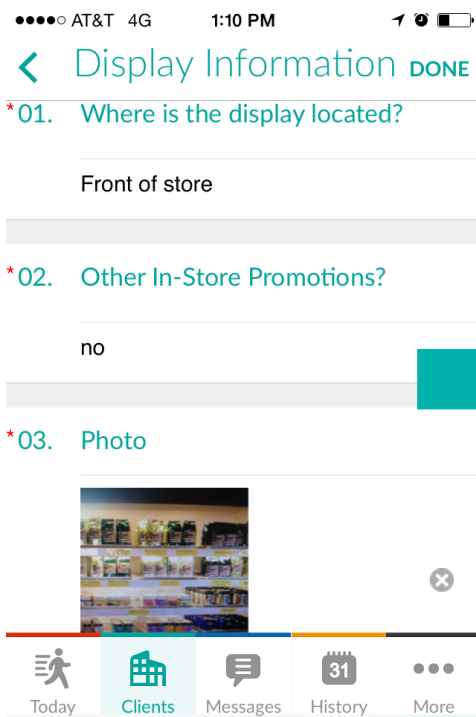 AT&T 4G 1:10 PM
Display Information DONE
*01. Where is the display located?
Front of store
*02. Other In-Store Promotions?
no
*03. Photo
31
Today Clients Messages History More